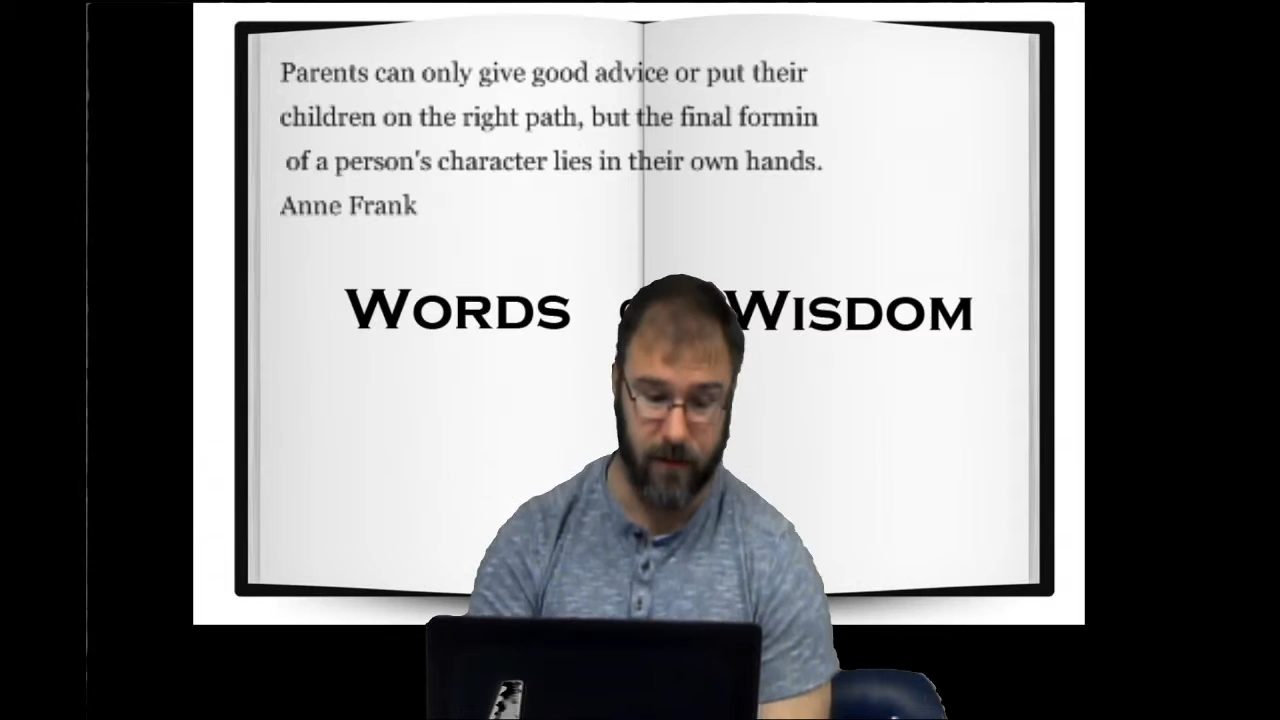 Parents can only give good advice or put their
children on the right path, but the final formin
of a person's character lies in their own hands.
Anne Frank
WORDS WISDOM